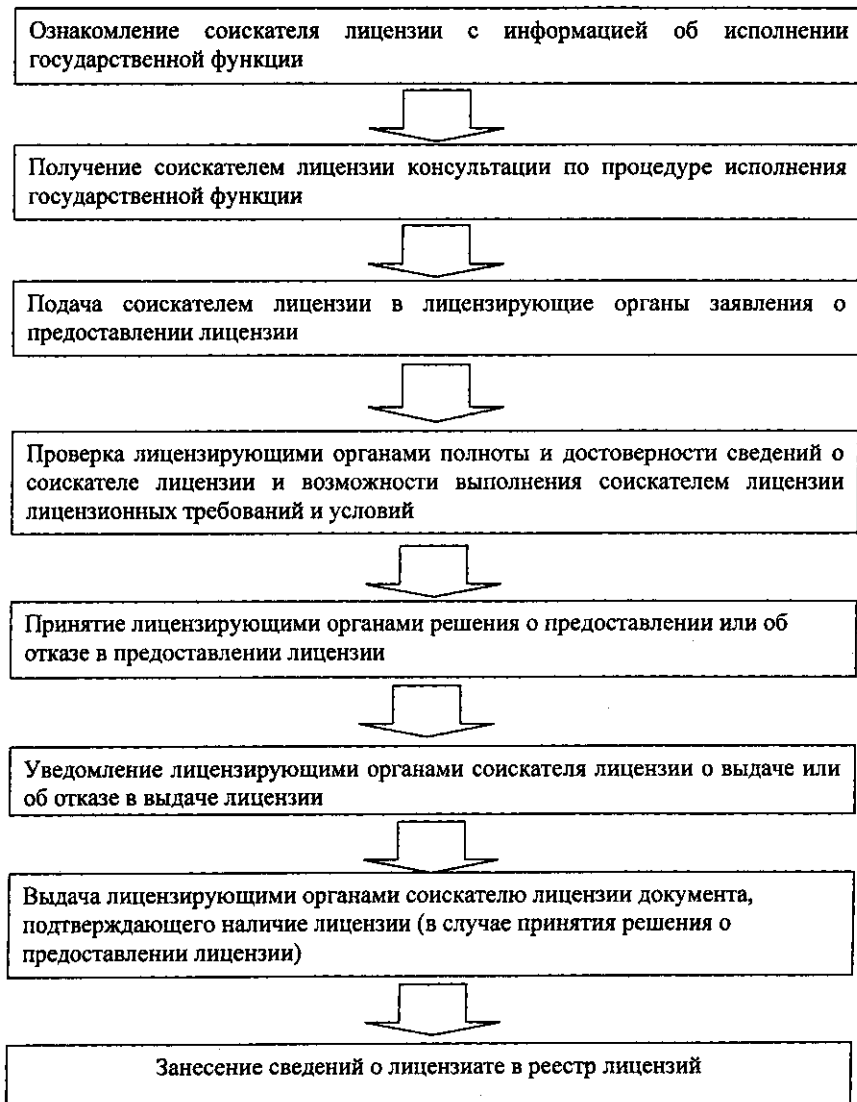 Ознакомление соискателя лицензии с информацией об исполнении
государственной функции
Получение соискателем лицензии консультации по процедуре исполнения
государственной функции
Подача соискателем лицензии в лицензирующие органы заявления о
предоставлении лицензии
Проверка лицензирующими органами полноты и достоверности сведений о
соискателе лицензии и возможности выполнения соискателем лицензии
лицензионных требований и условий
Принятие лицензирующими органами решения о предоставлении или об
отказе в предоставлении лицензии
Уведомление лицензирующими органами соискателя лицензии о выдаче или
об отказе в выдаче лицензии
Выдача лицензирующими органами соискателю лицензии документа,
подтверждающего наличие лицензии (в случае принятия решения о
предоставлении лицензии)
Занесение сведений о лицензиате в реестр лицензий